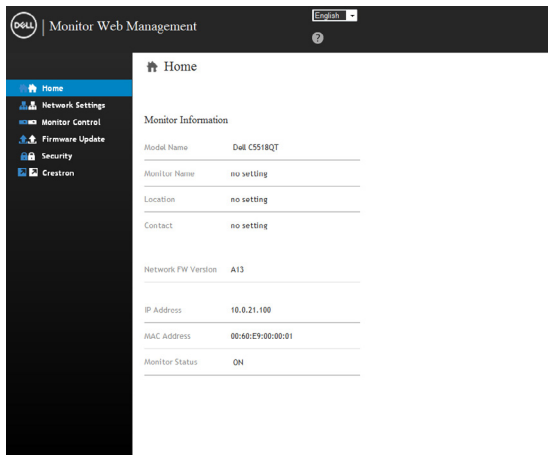 DELL | Monitor Web Management
English
?
Home
Network Settings
Monitor Control
Firmware Update
Security
Crestron
Home
Monitor Information
Model Name Dell C5518QT
Monitor Name no setting
Location no setting
Contact no setting
Network FW Version A13
IP Address 10.0.21.100
MAC Address 00:60:E9:00:00:01
Monitor Status ON